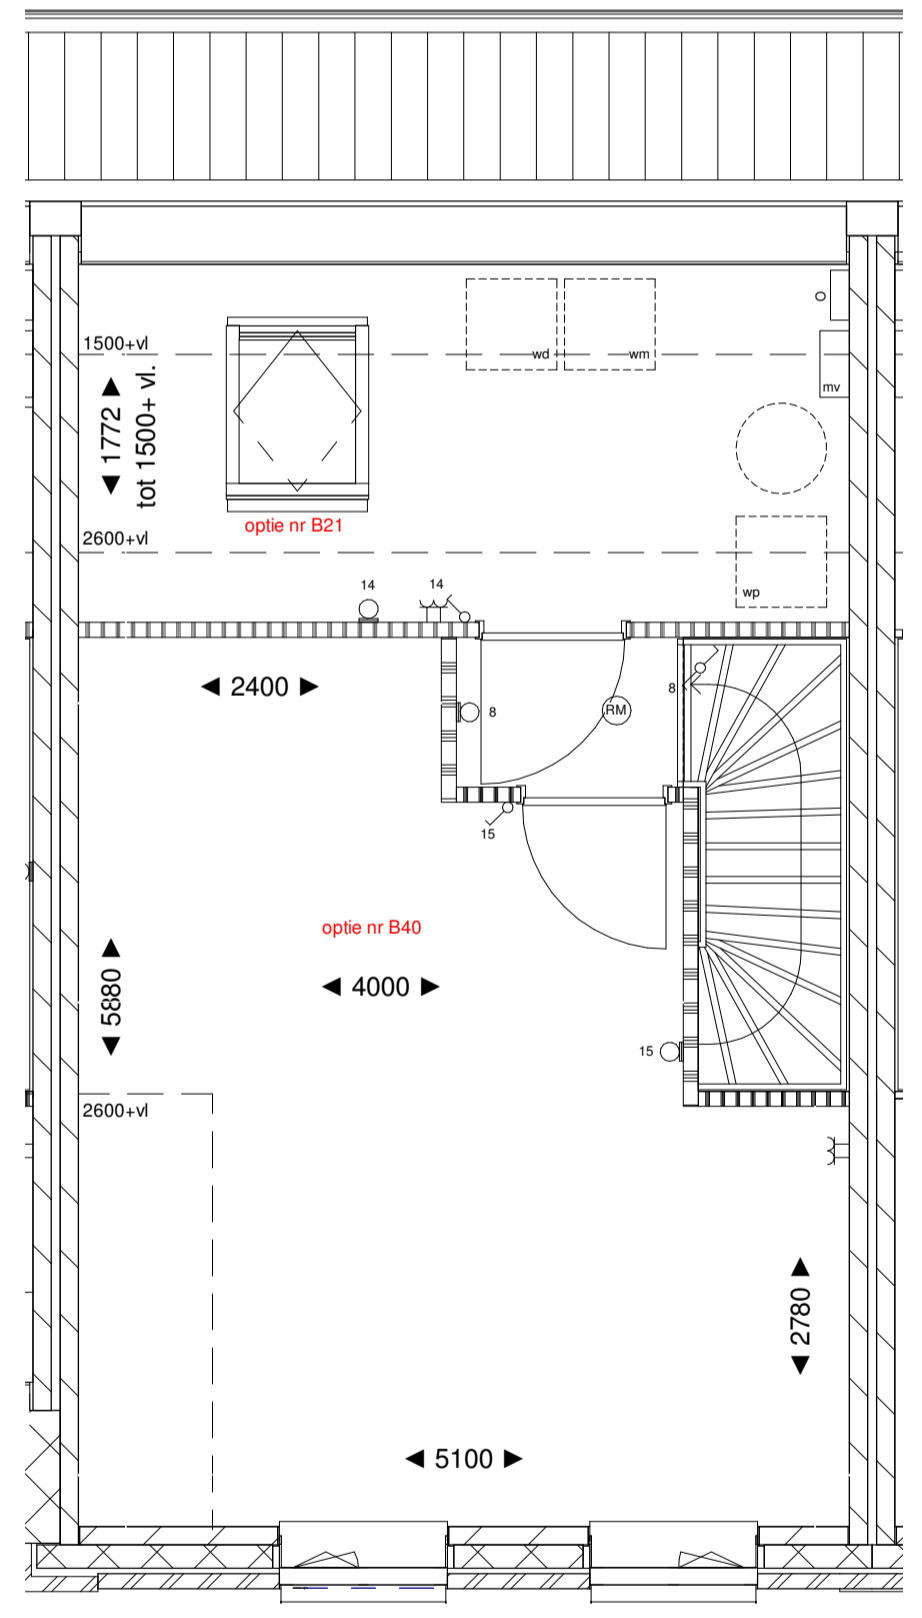 wd
wm
1500+vl
mv
1772
tot 1500+ vl.
optie nr B21
2600+vl
wp
14
14
2400
8
8
RM
15
optie nr B40
4000
5880
15
2600+vl
2780
5100